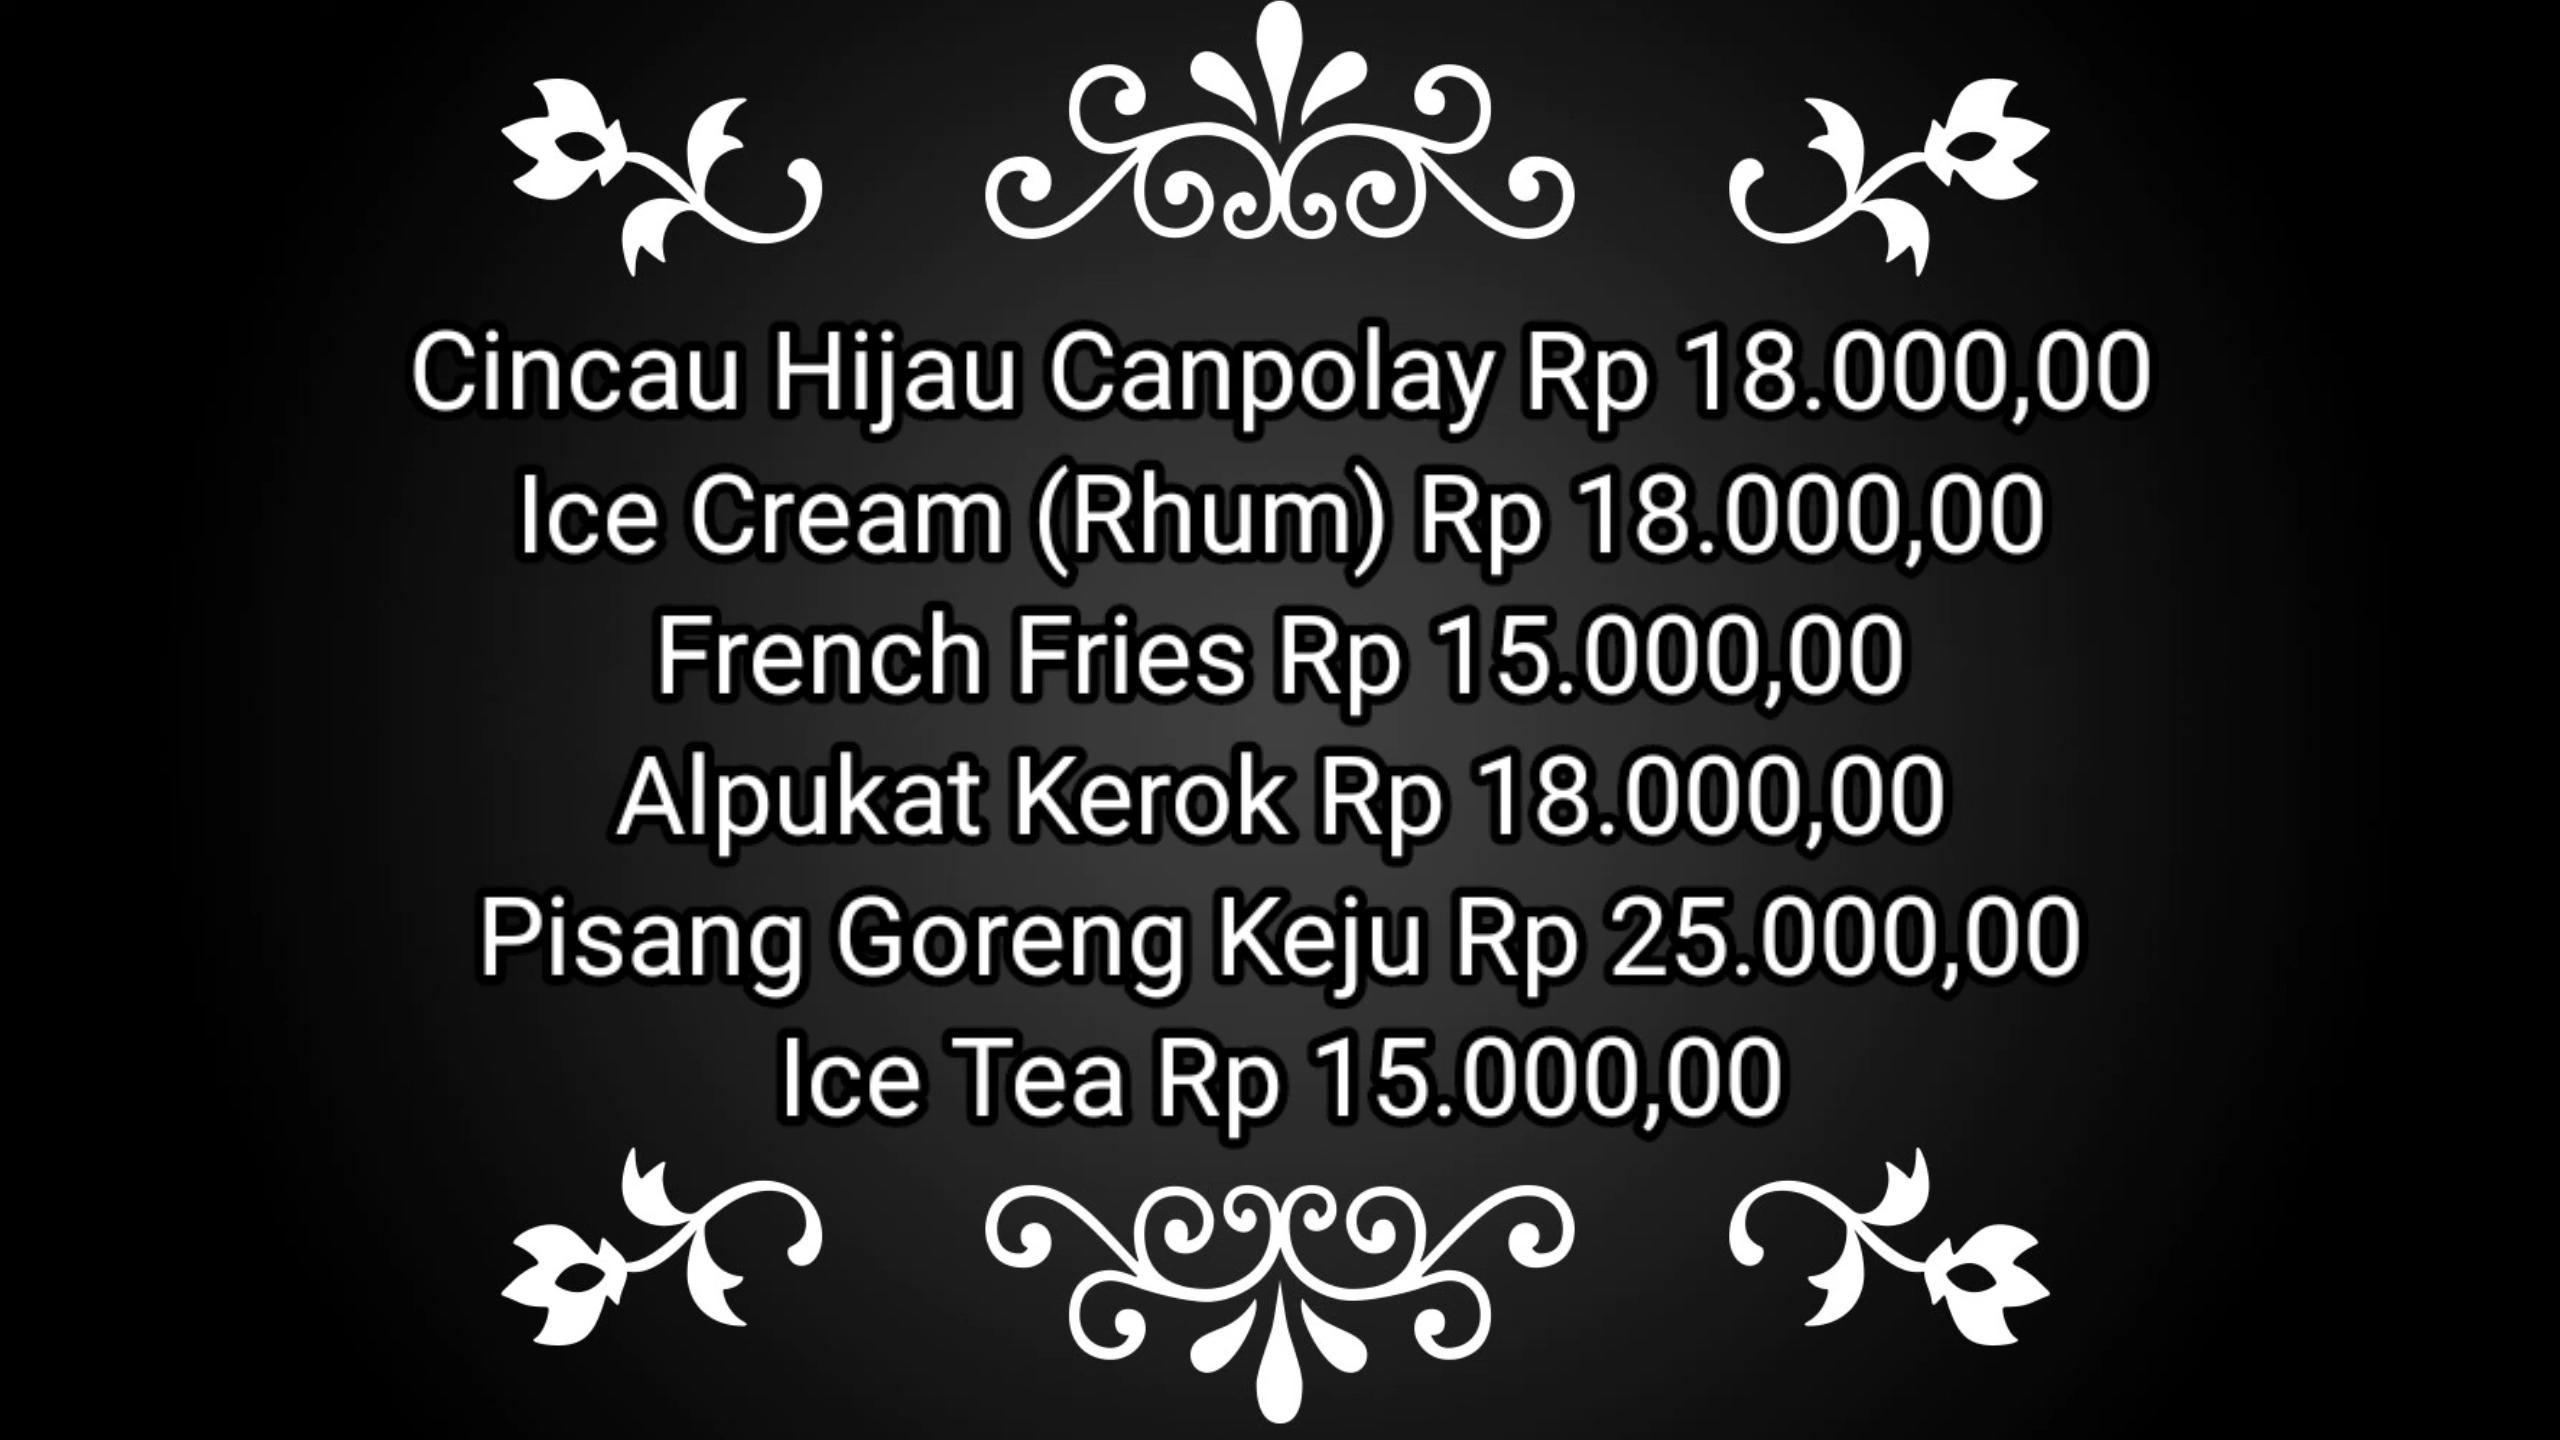 Cincau Hijau Canpolay Rp 18.000,00
Ice Cream (Rhum) Rp 18.000,00
French Fries Rp 15.000,00
Alpukat Kerok Rp 18.000,00
Pisang Goreng Keju Rp 25.000,00
Ice Tea Rp 15.000,00